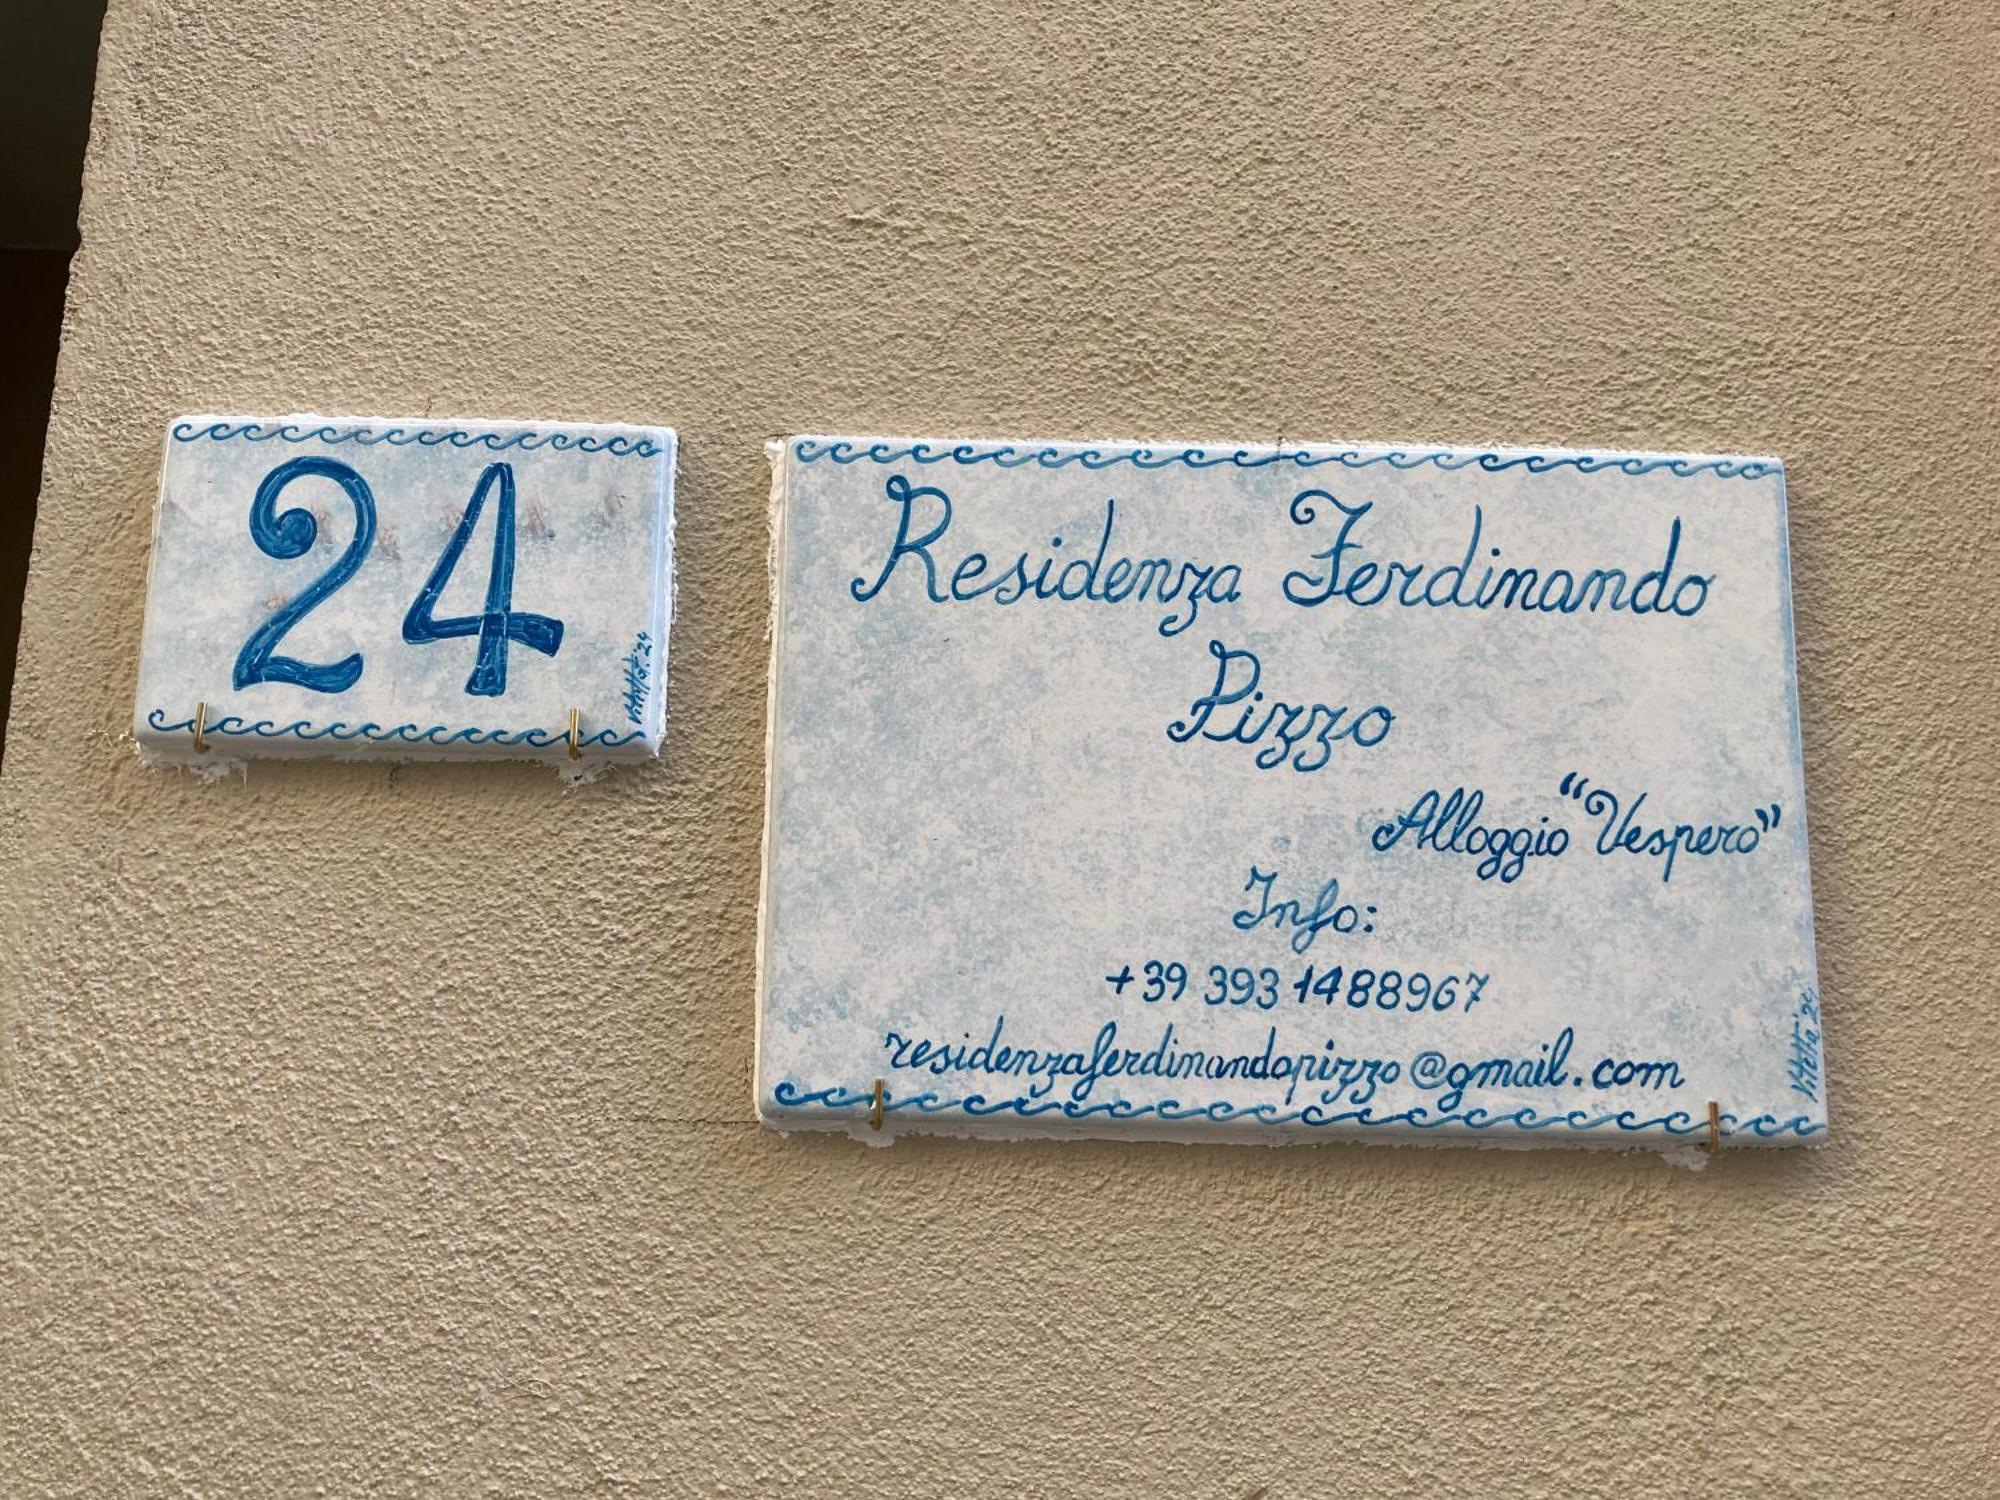 24
Residenza Ferdinando
Pizzo
Alloggio "Vespero"
Info:
+39 393 1488967
residenzaferdinandopizzo@gmail.com